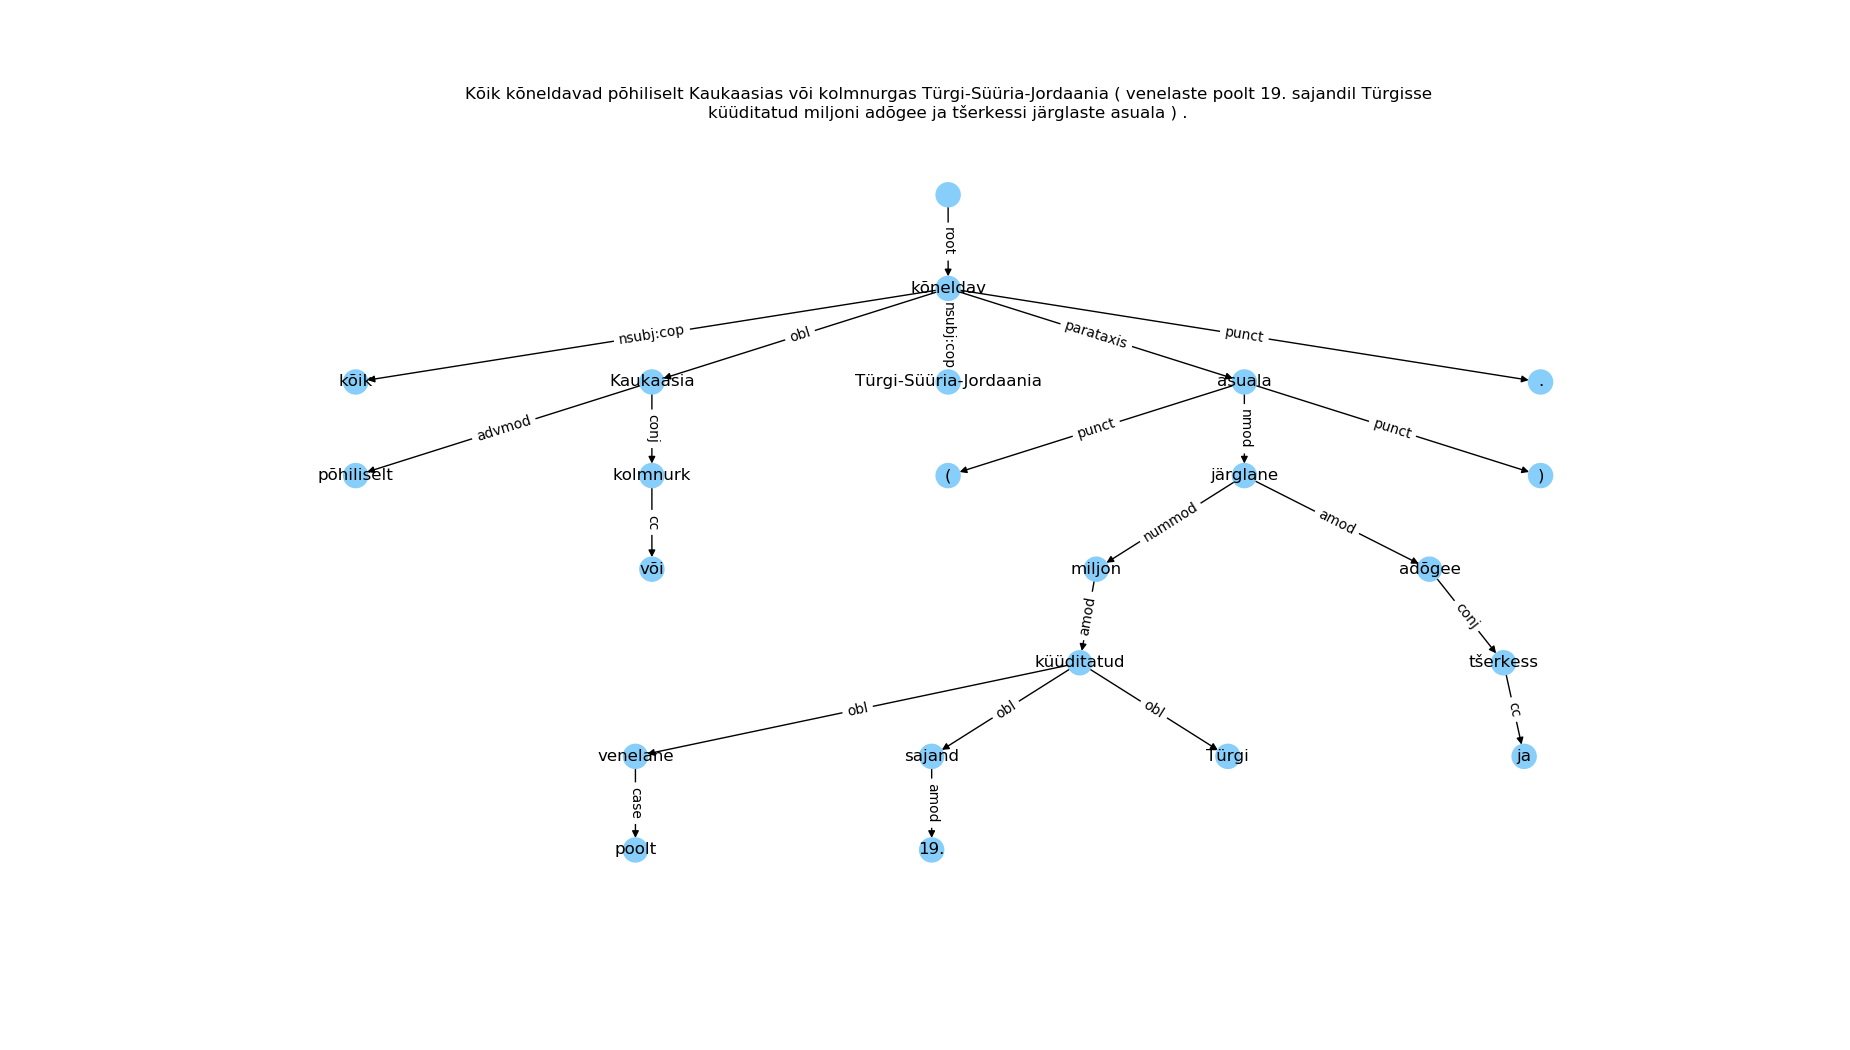 Kõik kõneldavad põhiliselt Kaukaasias või kolmnurgas Türgi-Süüria-Jordaania ( venelaste poolt 19. sajandil Türgisse
küüditatud miljoni adõgee ja tšerkessi järglaste asuala ) .
root
kõneldav
nsubj:cop
obl
nsubj:cop
parataxis
punct
kõik
Kaukaasia
Türgi-Süüria-Jordaania
asuala
.
advmod
conj
punct
nmod
punct
põhiliselt
kolmnurk
(
järglane
)
cc
nummod
amod
või
miljon
adõgee
amod
conj
küüditatud
tšerkess
obl
obl
obl
cc
venelane
sajand
Türgi
ja
case
amod
poolt
19.